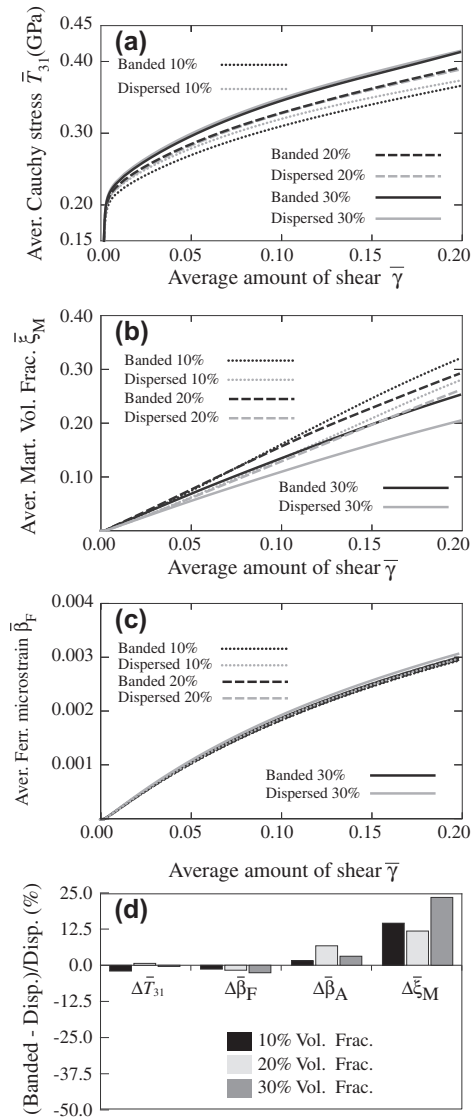 (a)
Aver. Cauchy stress T̄31(GPa)
0.45
0.40
0.30
0.20
0.15
Banded 10%
Dispersed 10%
Banded 20%
Dispersed 20%
Banded 30%
Dispersed 30%
0.00 0.05 0.10 0.15 0.20
Average amount of shear γ̄
(b)
Aver. Mart. Vol. Frac. ξ̄M
0.40
0.30
0.20
0.10
Banded 10%
Dispersed 10%
Banded 20%
Dispersed 20%
Banded 30%
Dispersed 30%
0.00 0.05 0.10 0.15 0.20
Average amount of shear γ̄
(c)
Aver. Ferr. microstrain β̄F
0.004
0.003
0.002
0.001
Banded 10%
Dispersed 10%
Banded 20%
Dispersed 20%
Banded 30%
Dispersed 30%
0.00 0.05 0.10 0.15 0.20
Average amount of shear γ̄
(d)
(Banded - Disp.)/Disp. (%)
25.0
12.5
0.0
-12.5
-25.0
-37.5
-50.0
ΔT̄31 Δβ̄F Δβ̄A Δξ̄M
10% Vol. Frac.
20% Vol. Frac.
30% Vol. Frac.